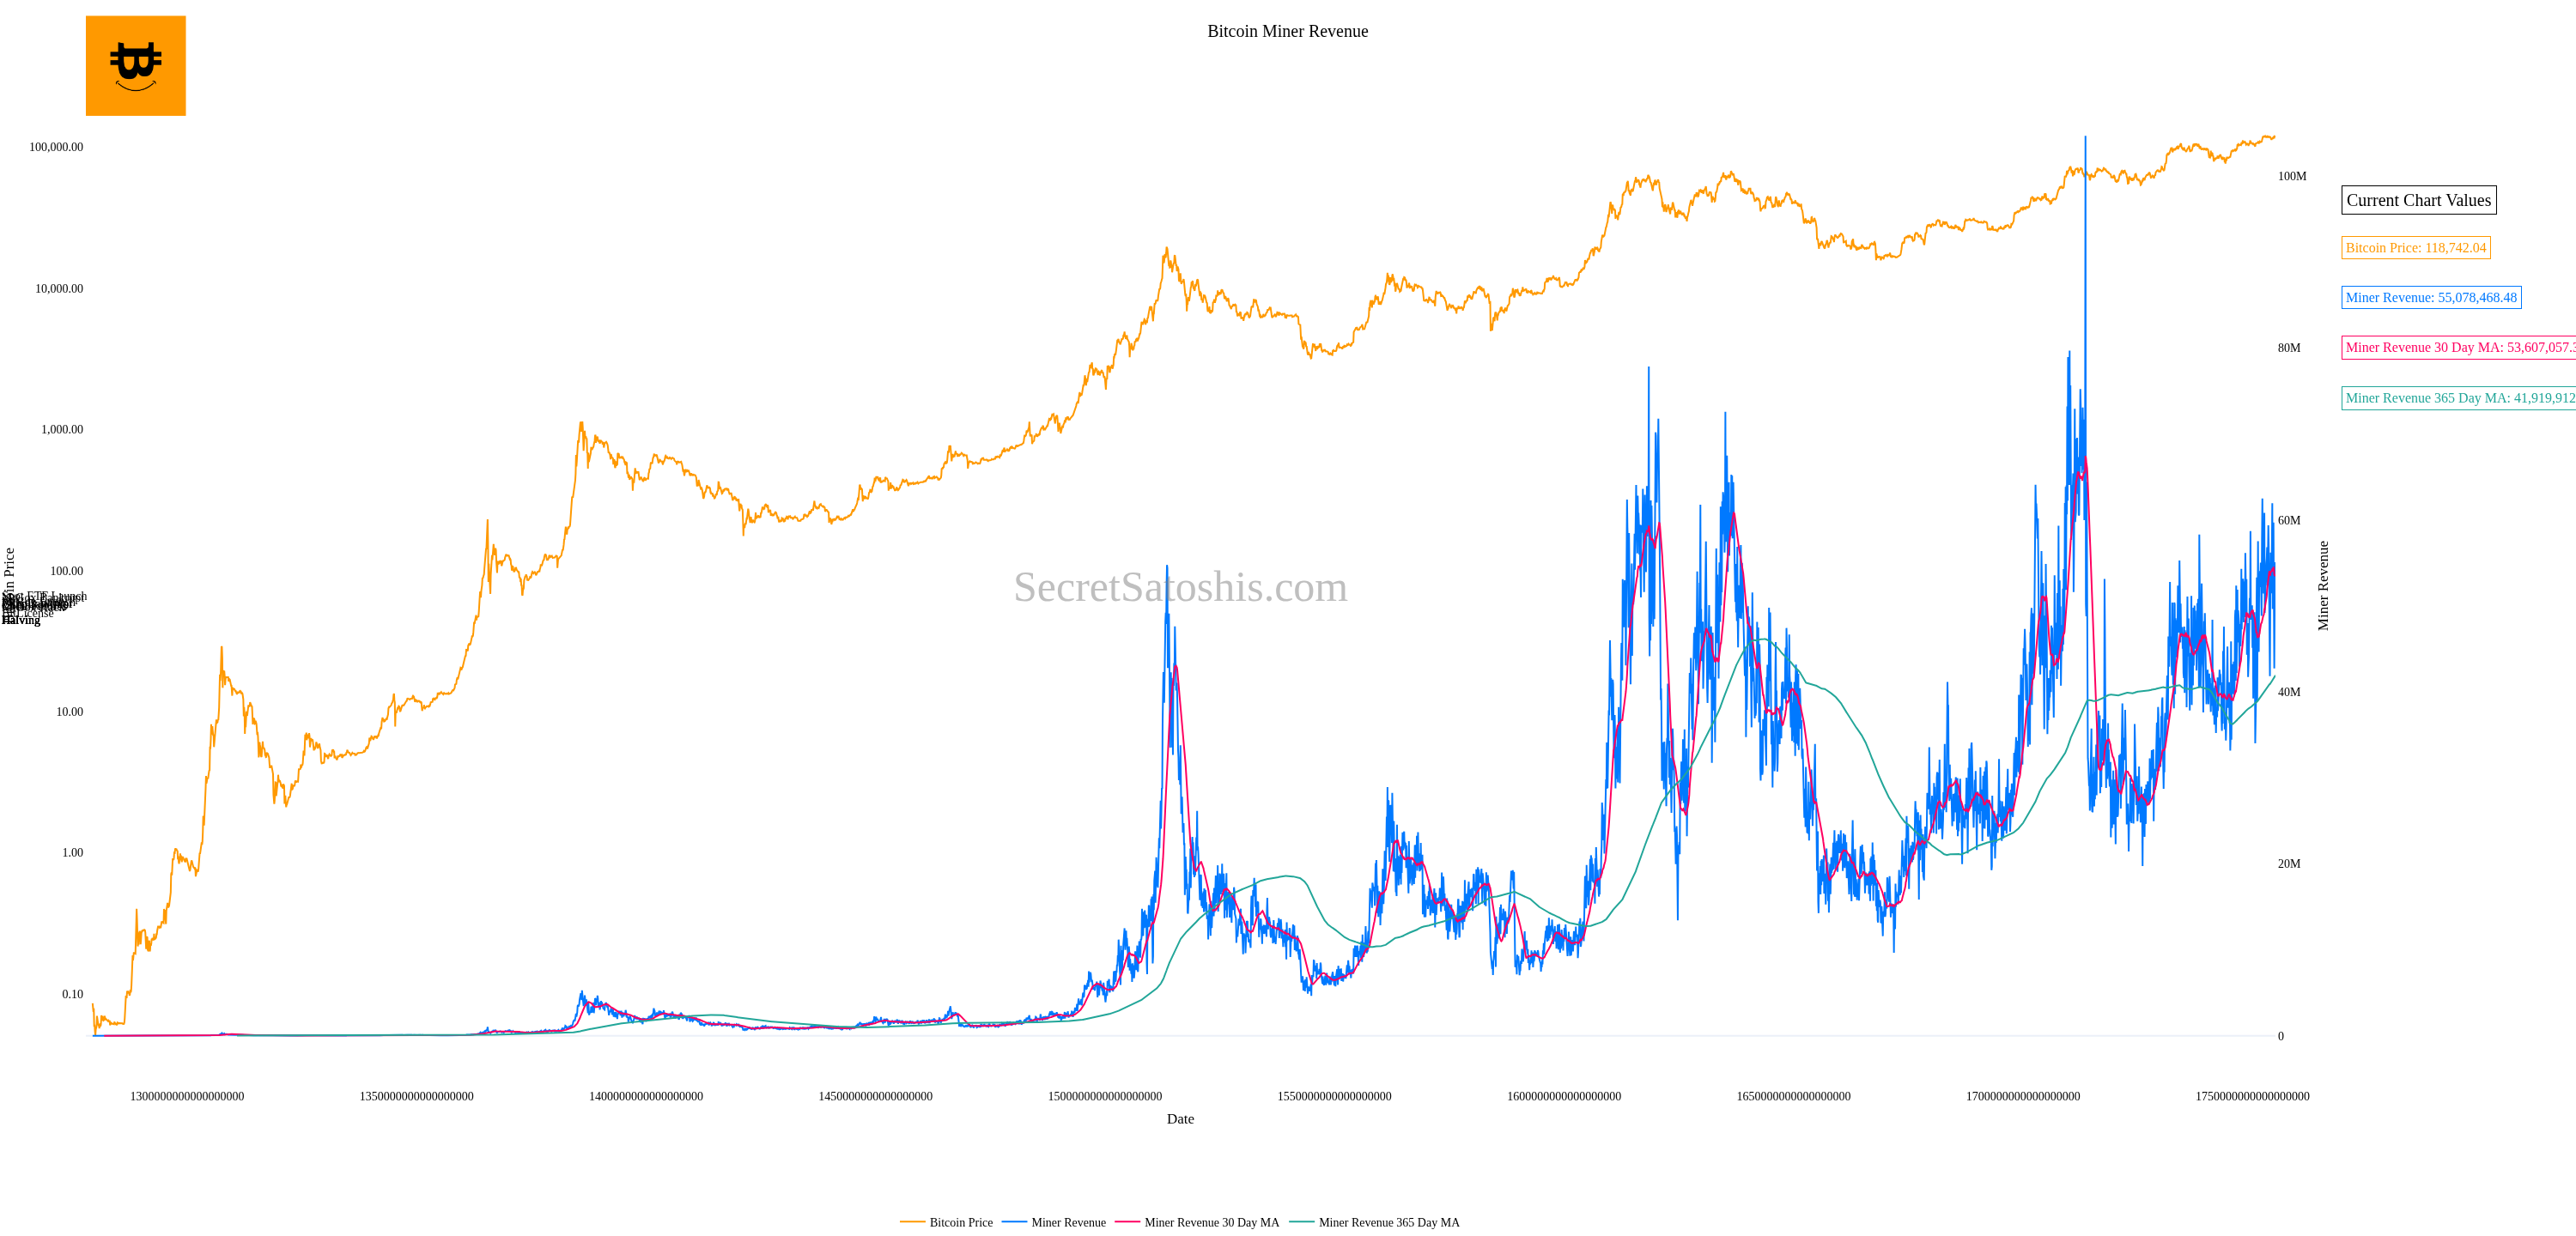 Bitcoin Miner Revenue
100,000.00
10,000.00
1,000.00
100.00
10.00
1.00
0.10
100M
80M
60M
40M
20M
0
Miner Revenue
Current Chart Values
Bitcoin Price: 118,742.04
Miner Revenue: 55,078,468.48
Miner Revenue 30 Day MA: 53,607,057.3
Miner Revenue 365 Day MA: 41,919,912
SecretSatoshis.com
Price
Launch
License
Halving
1300000000000000000
1350000000000000000
1400000000000000000
1450000000000000000
1500000000000000000
1550000000000000000
1600000000000000000
1650000000000000000
1700000000000000000
1750000000000000000
Date
Bitcoin Price
Miner Revenue
Miner Revenue 30 Day MA
Miner Revenue 365 Day MA